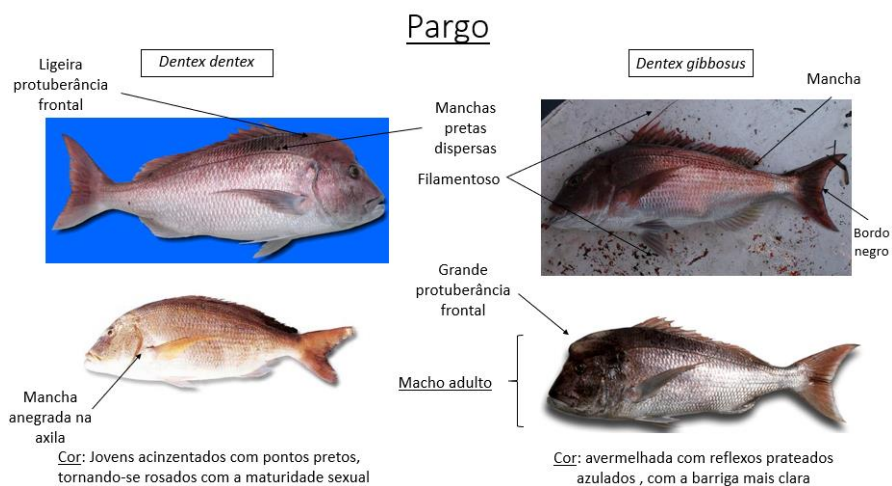 Pargo
Dentex dentex
Ligeira
protuberância
frontal
Manchas
pretas
dispersas
Filamentoso
Mancha
anegrada na
axila
Cor: Jovens acinzentados com pontos pretos,
tornando-se rosados com a maturidade sexual
Dentex gibbosus
Mancha
Bordo
negro
Grande
protuberância
frontal
Macho adulto
Cor: avermelhada com reflexos prateados
azulados , com a barriga mais clara